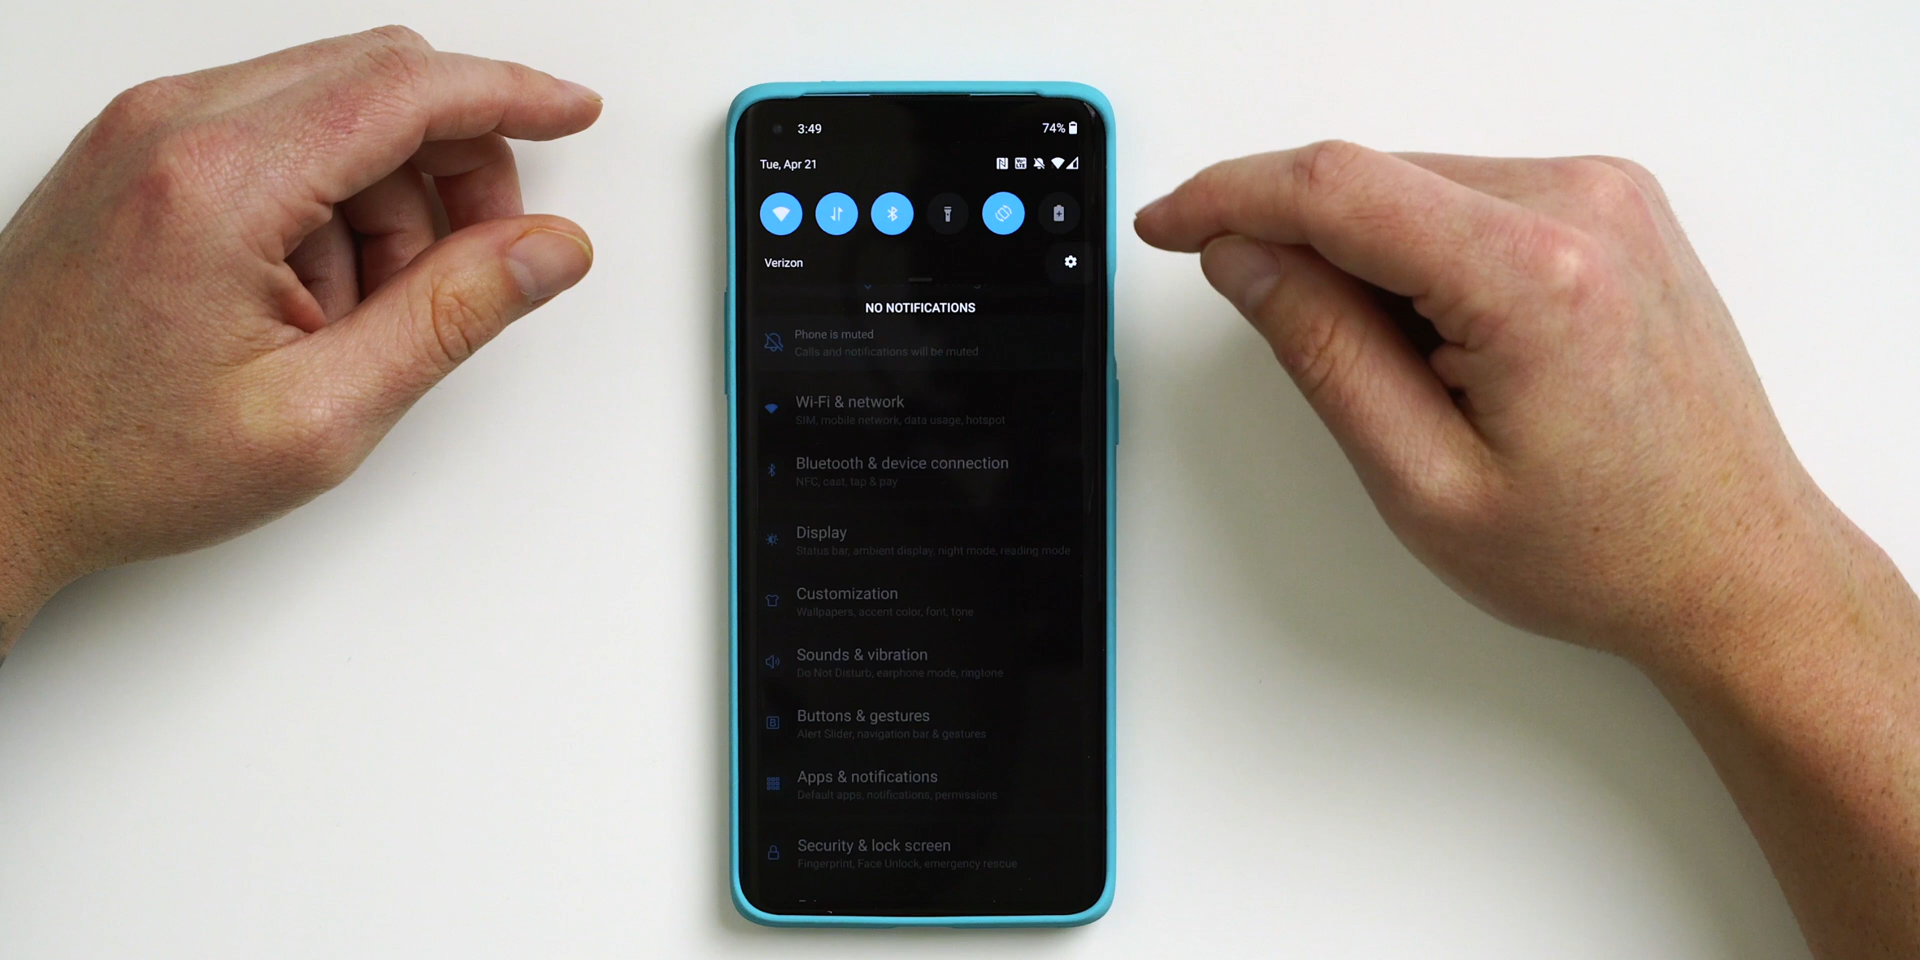 3:49
74%
Tue, Apr 21
Verizon
NO NOTIFICATIONS
Phone is muted
Calls and notifications will be muted
Wi-Fi & network
SIM, mobile network, data usage, hotspot
Bluetooth & device connection
NFC, cast, tap & pay
Display
Status bar, ambient display, night mode, reading mode
Customization
Wallpapers, accent color, font, tone
Sounds & vibration
Do Not Disturb, earphone mode, ringtone
Buttons & gestures
Alert Slider, navigation bar & gestures
Apps & notifications
Default apps, notifications, permissions
Security & lock screen
Fingerprint, Face Unlock, emergency rescue